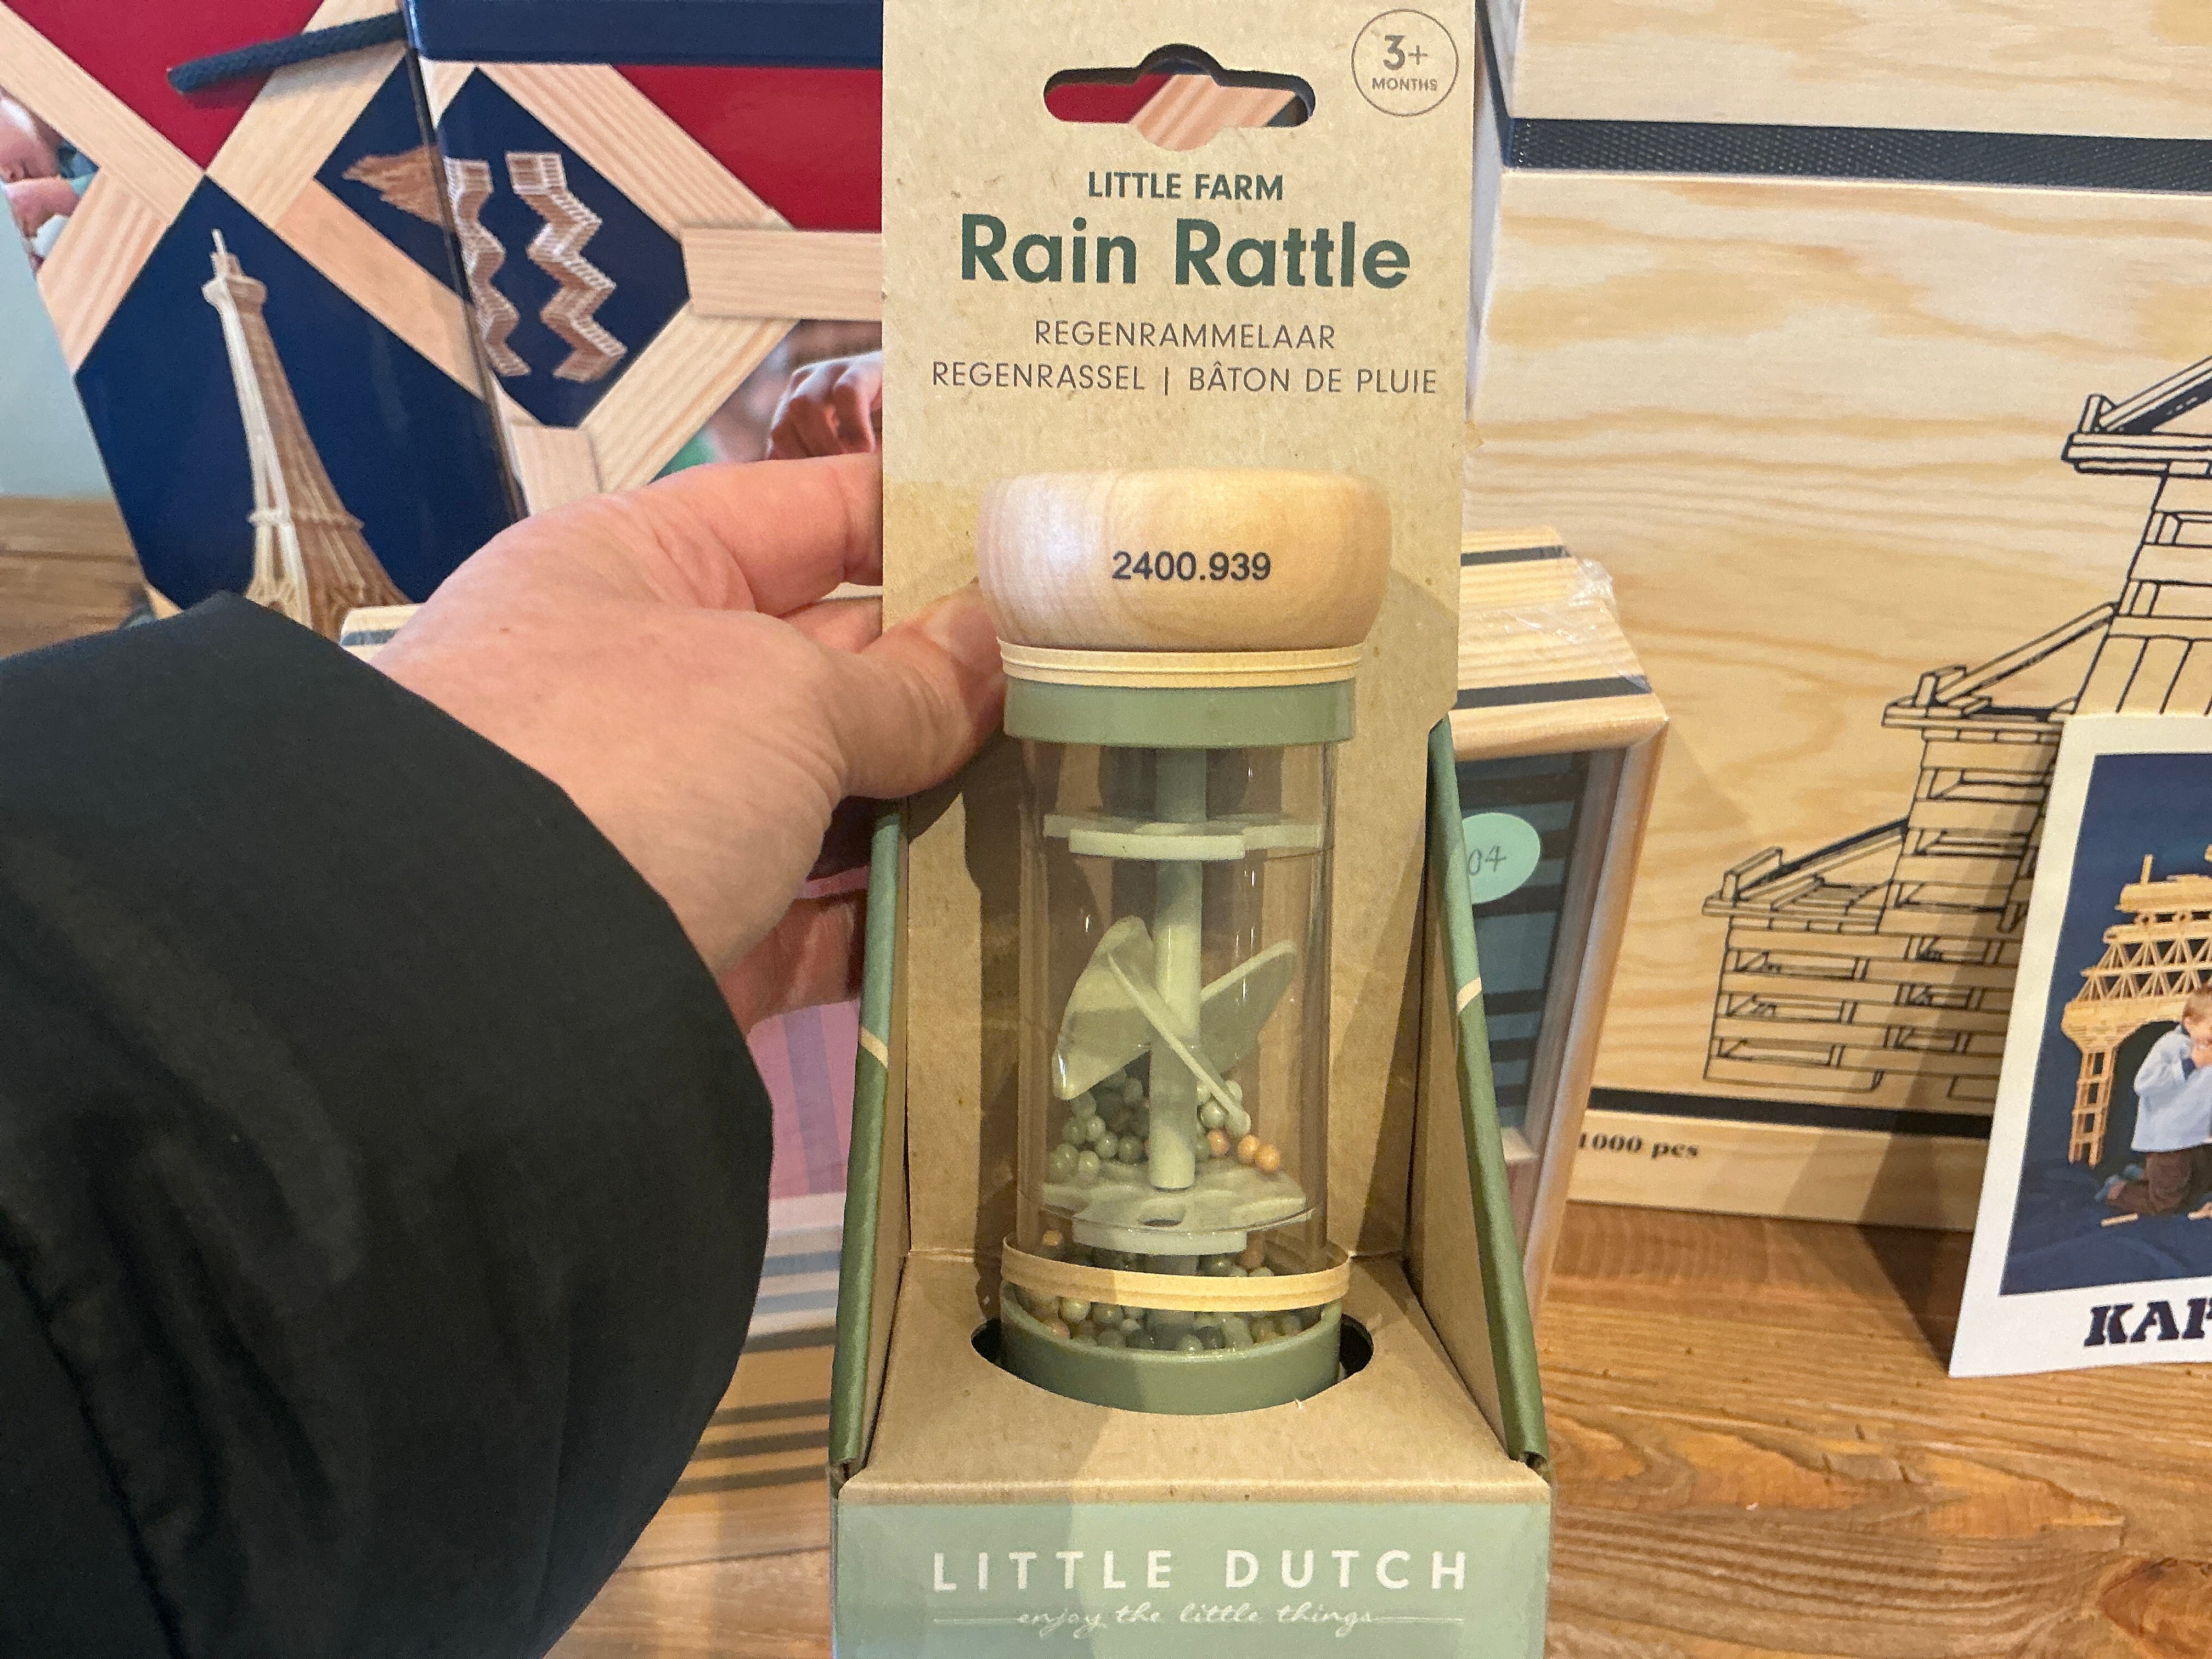 3+
MONTHS
LITTLE FARM
Rain Rattle
REGENRAMMELAAR
REGENRASSEL | BÂTON DE PLUIE
2400.939
04
1000 pcs
LITTLE DUTCH
enjoy the little things